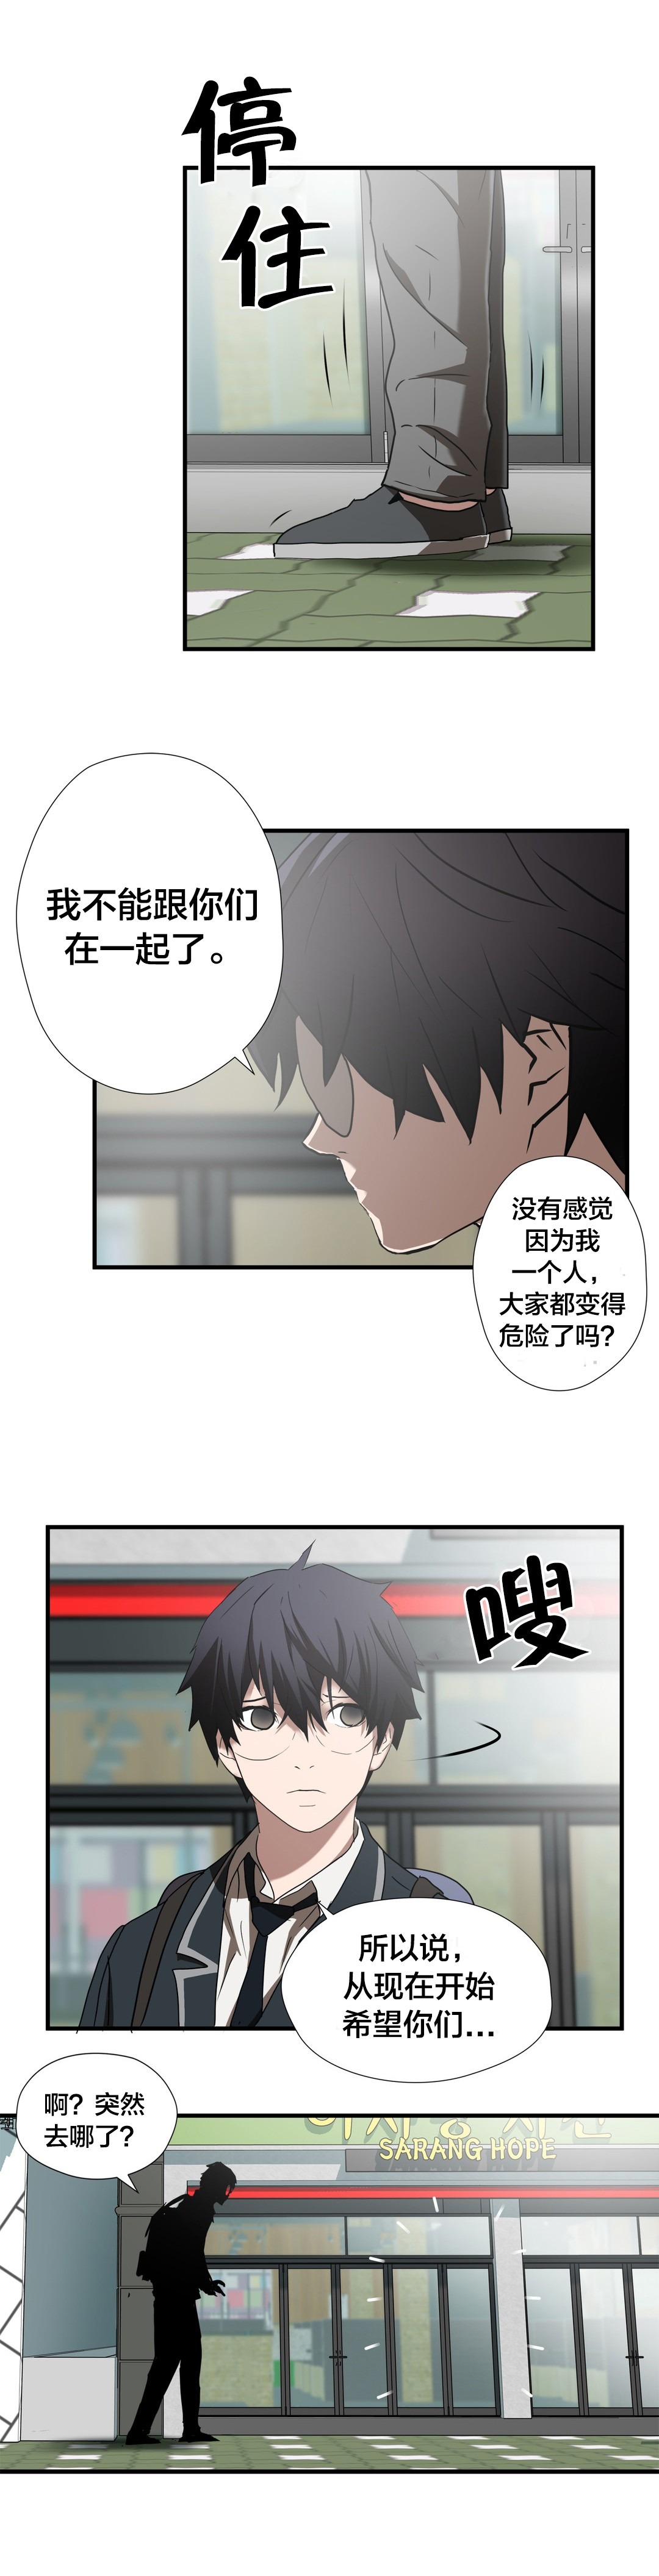 停
住
我不能跟你们
在一起了。
没有感觉
因为我
一个人，
大家都变得
危险了吗？
嗖
所以说，
从现在开始
希望你们…
啊？突然
去哪了？
SARANG HOPE